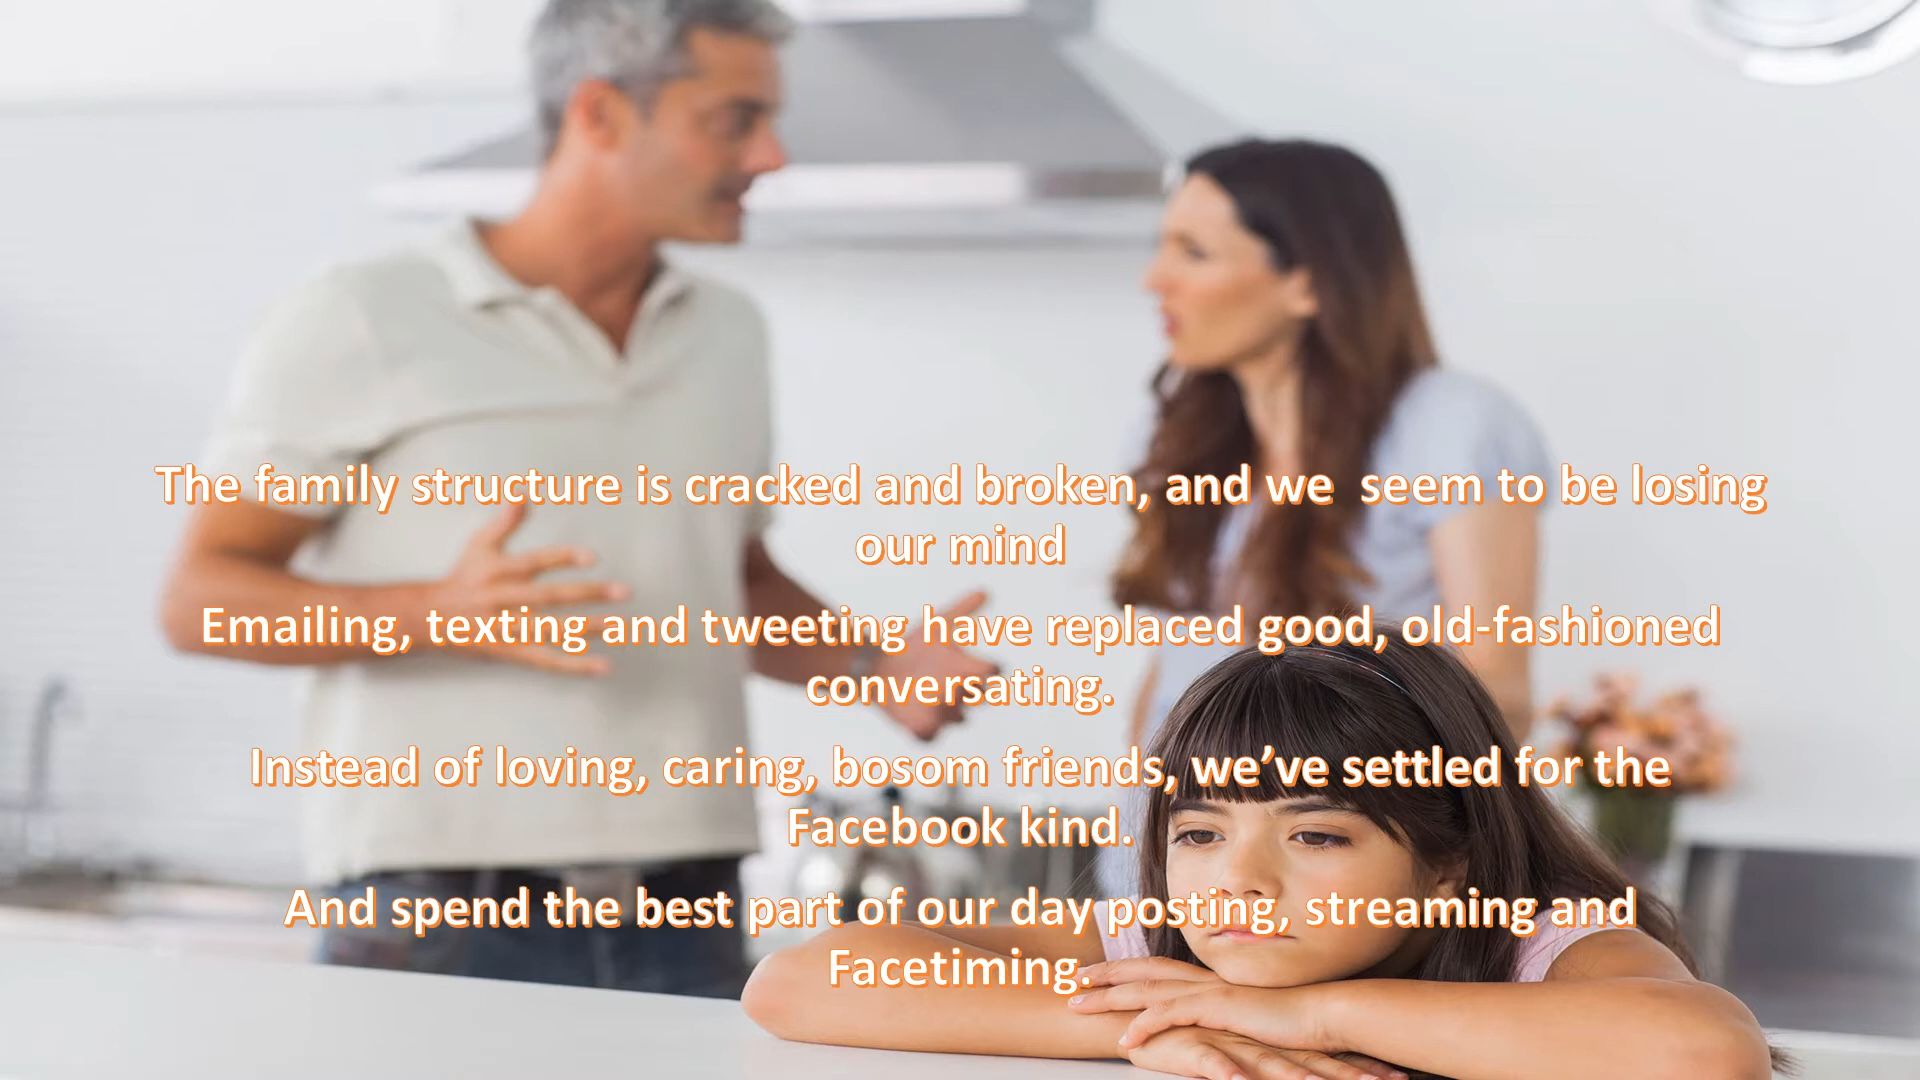 The family structure is cracked and broken, and we  seem to be losing
our mind
Emailing, texting and tweeting have replaced good, old-fashioned
conversating.
Instead of loving, caring, bosom friends, we’ve settled for the
Facebook kind.
And spend the best part of our day posting, streaming and
Facetiming.